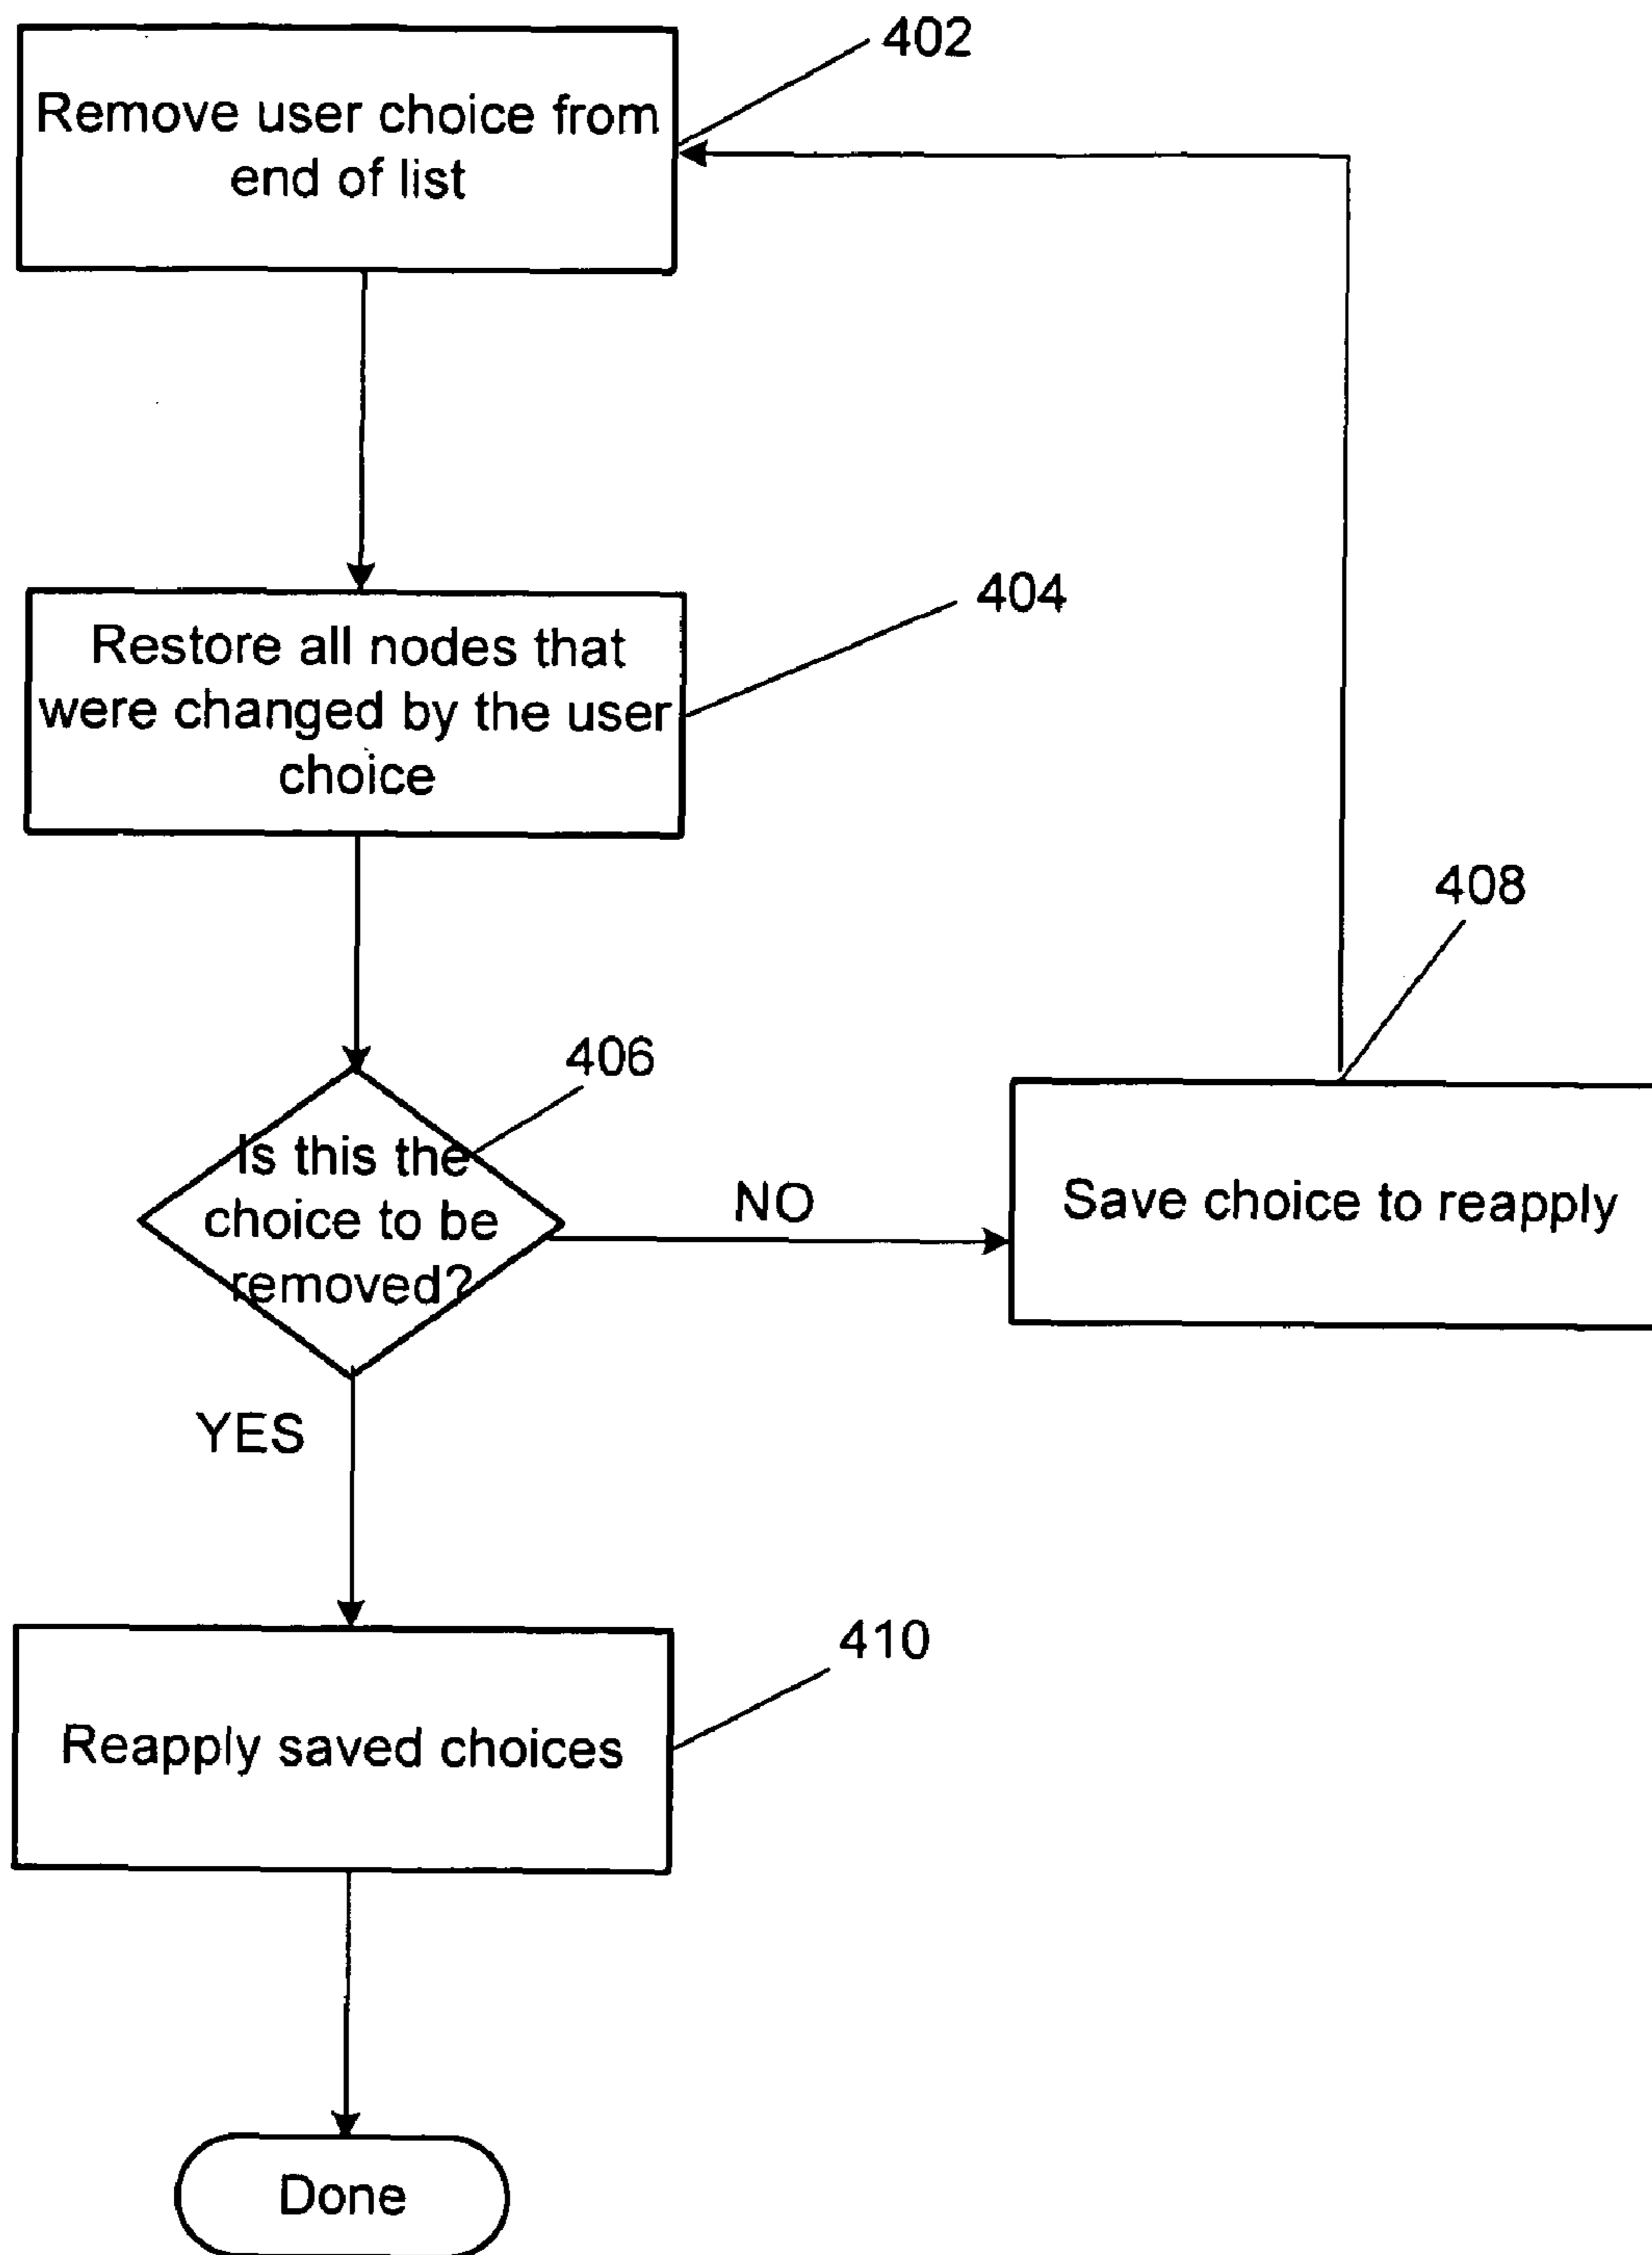 402
Remove user choice from
end of list
404
Restore all nodes that
were changed by the user
choice
408
406
Is this the
choice to be
removed?
NO
Save choice to reapply
YES
410
Reapply saved choices
Done